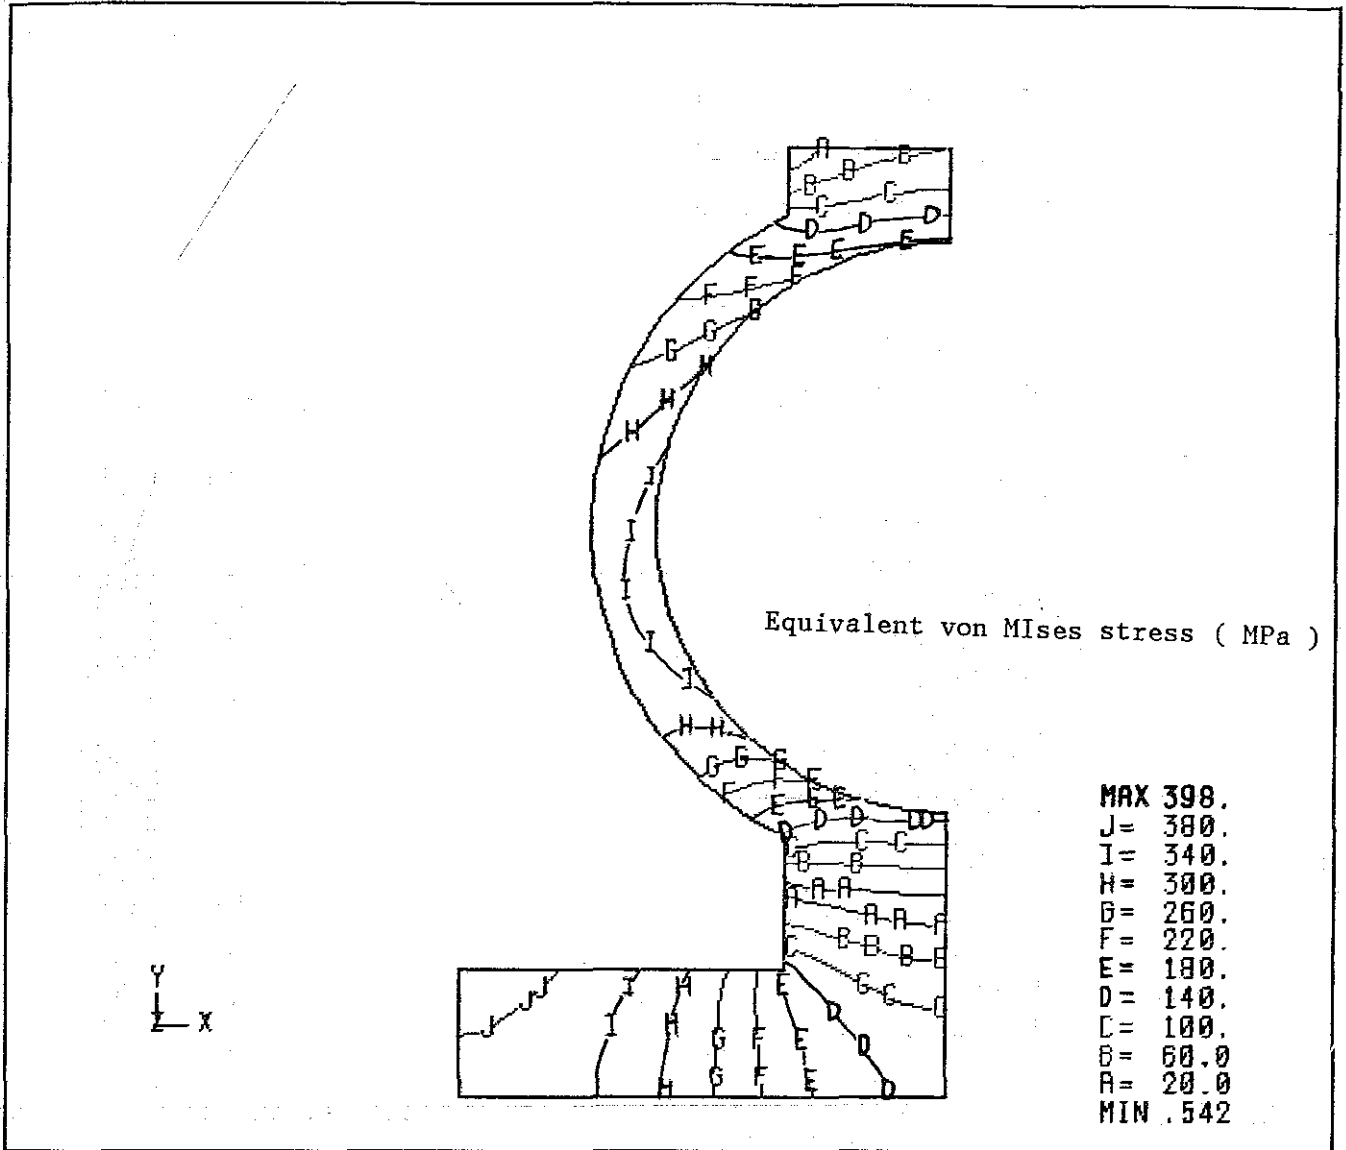 A
B B B
C C
D D D
E E E E
F F F
G G G
H H H
I
I
I
I
I
Equivalent von MIses stress ( MPa )
H H
G G G
F F
E E E
D D D D D
C C
B B
A A A
A A A
B B B B
C C C C
Y
Z X
J J J
I I
H H H
G G
F F
E E E
D D D
MAX 398.
J= 380.
I= 340.
H= 300.
G= 260.
F= 220.
E= 180.
D= 140.
C= 100.
B= 60.0
A= 20.0
MIN .542